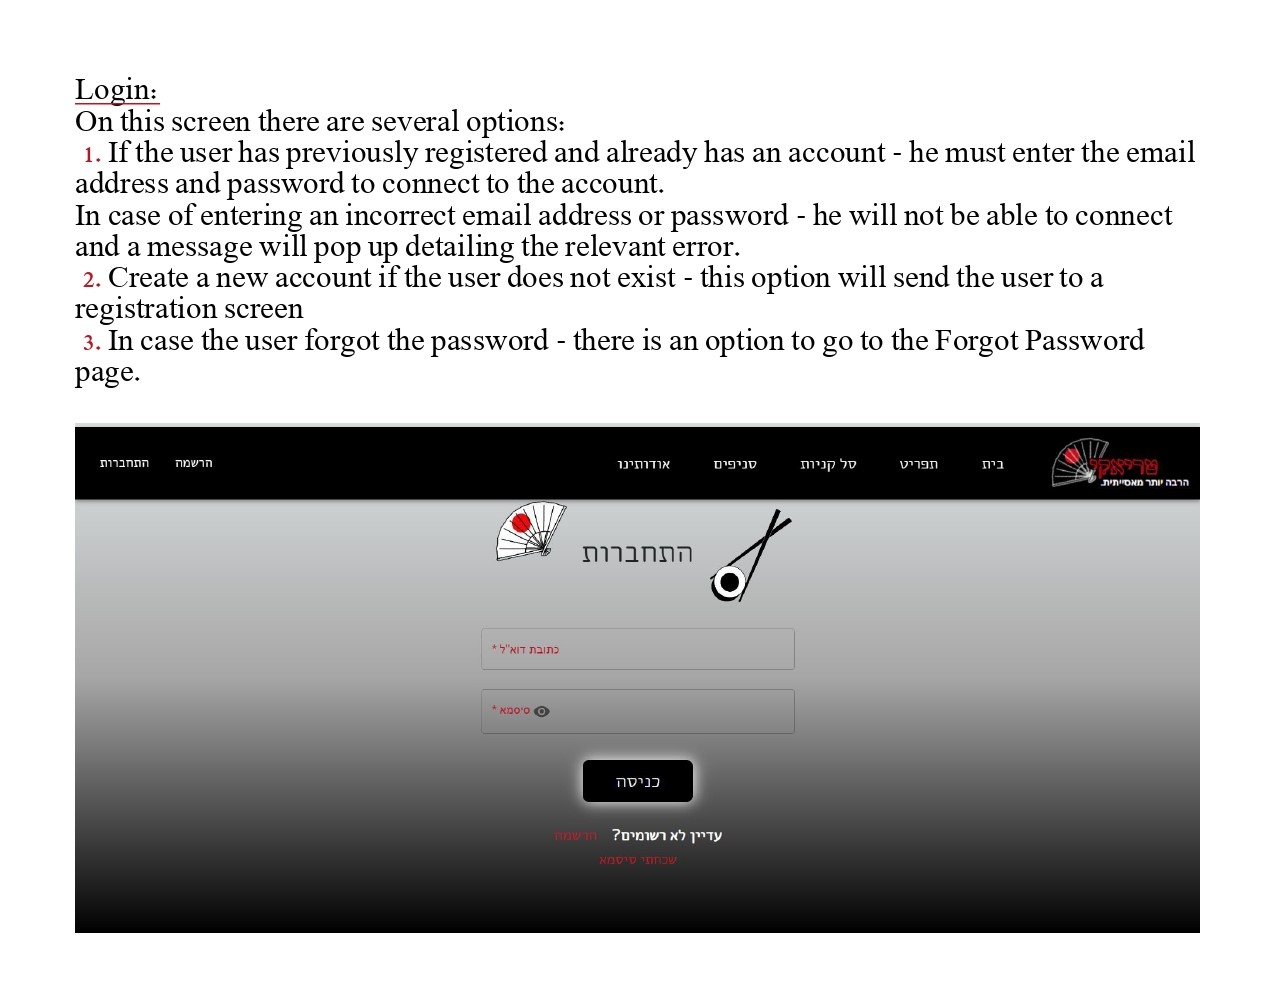 Login:
On this screen there are several options:
1. If the user has previously registered and already has an account - he must enter the email
address and password to connect to the account.
In case of entering an incorrect email address or password - he will not be able to connect
and a message will pop up detailing the relevant error.
2. Create a new account if the user does not exist - this option will send the user to a
registration screen
3. In case the user forgot the password - there is an option to go to the Forgot Password
page.
טריאקי
הרבה יותר מאסייתית.
בית תפריט סל קניות סניפים אודותינו הרשמה התחברות
התחברות
כתובת דוא"ל *
סיסמא *
כניסה
עדיין לא רשומים? הרשמה
שכחתי סיסמא